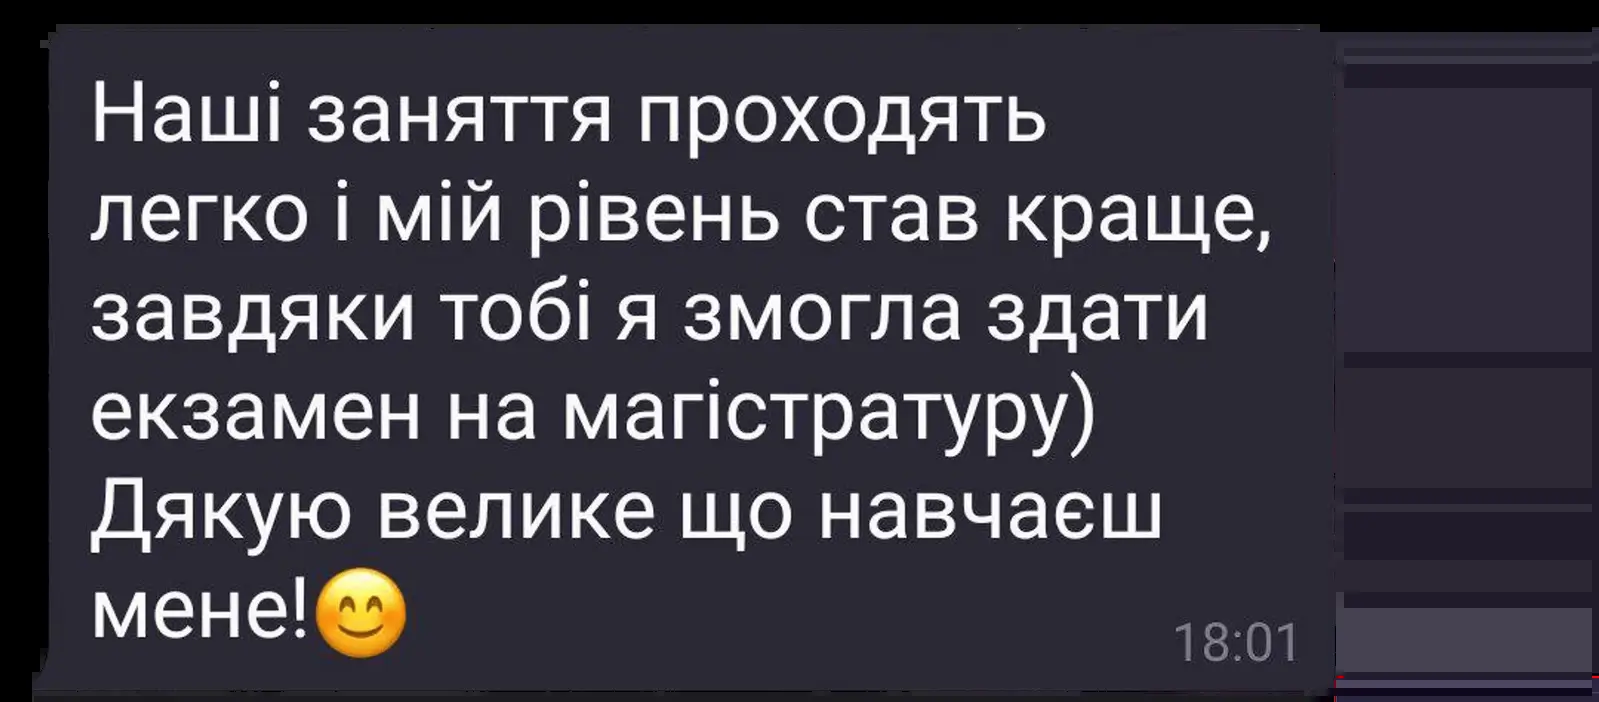 Наші заняття проходять
легко і мій рівень став краще,
завдяки тобі я змогла здати
екзамен на магістратуру)
Дякую велике що навчаєш
мене!😊
18:01